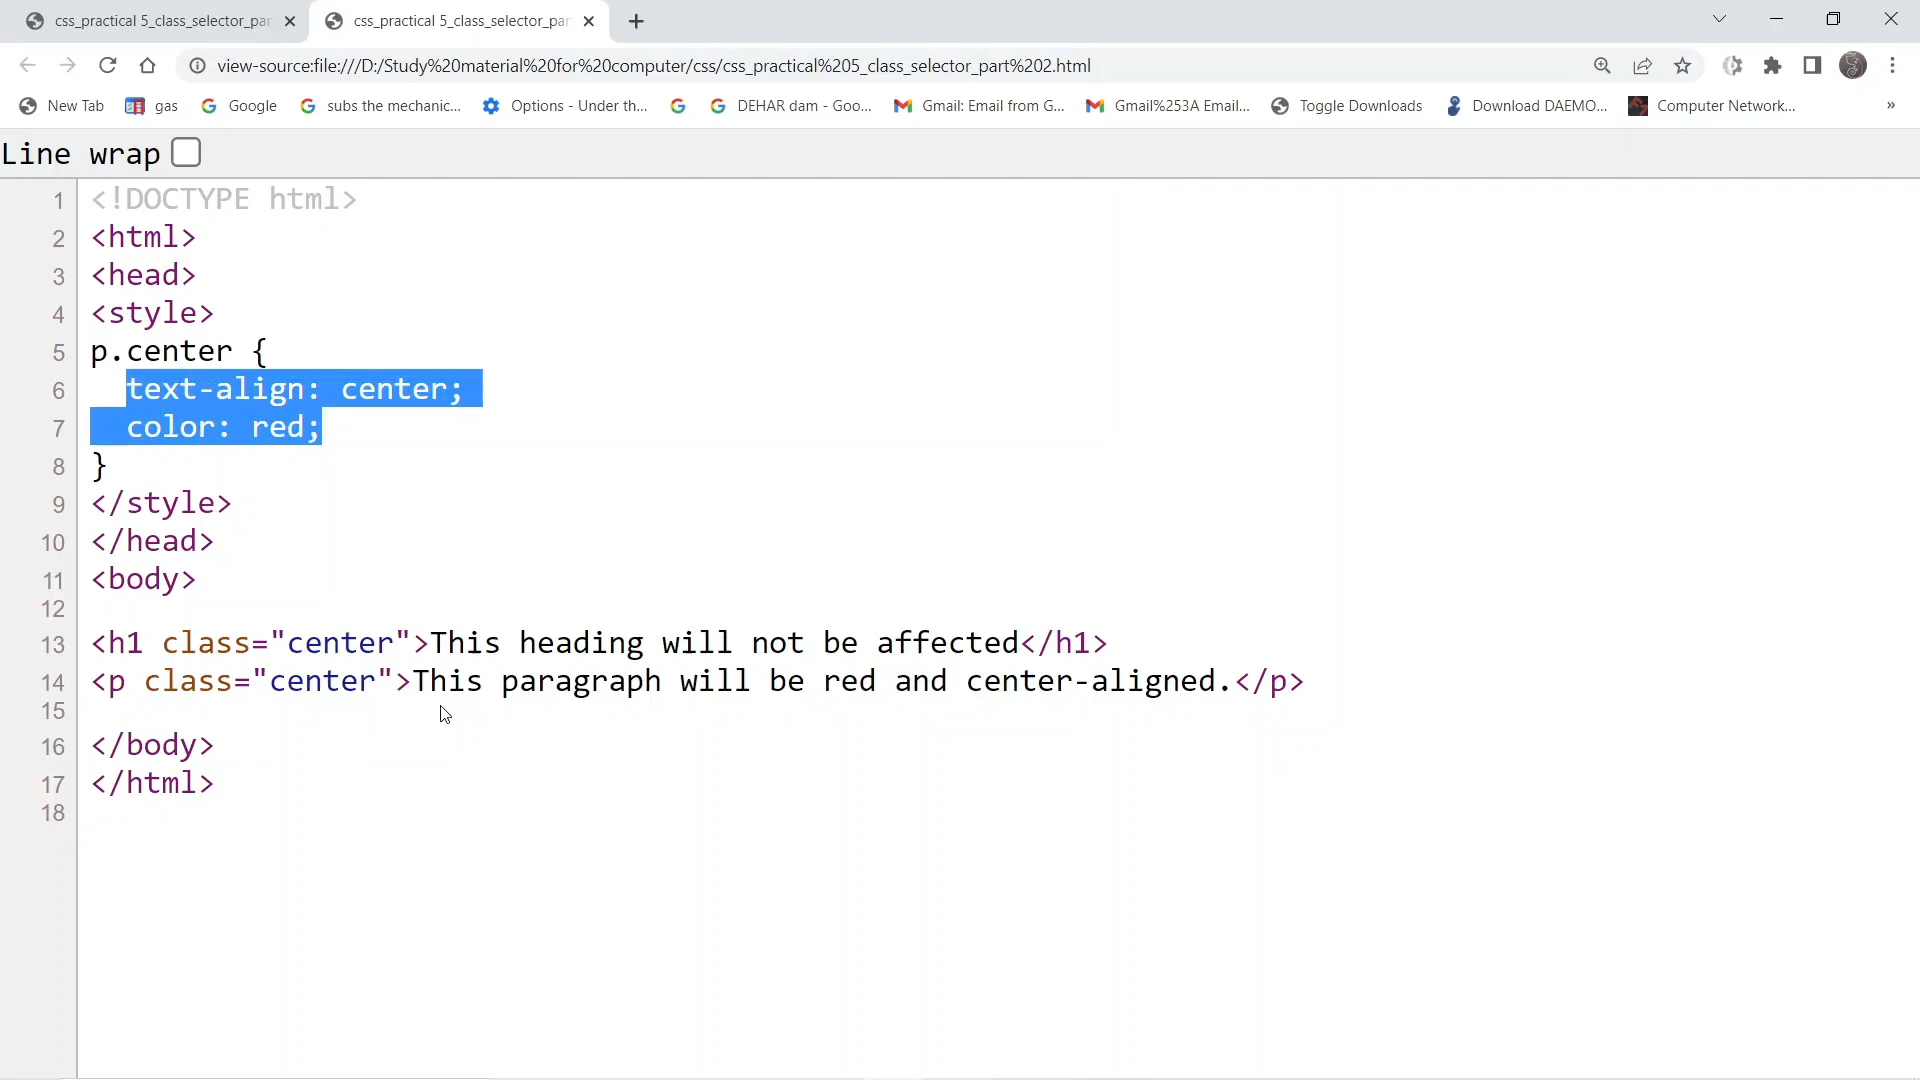 css_practical 5_class_selector_par
css_practical 5_class_selector_par
view-source:file:///D:/Study%20material%20for%20computer/css/css_practical%205_class_selector_part%202.html
New Tab
gas
Google
subs the mechanic...
Options - Under th...
DEHAR dam - Goo...
Gmail: Email from G...
Gmail%253A Email...
Toggle Downloads
Download DAEMO...
Computer Network...
»
Line wrap
1 <!DOCTYPE html>
2 <html>
3 <head>
4 <style>
5 p.center {
6 text-align: center;
7 color: red;
8 }
9 </style>
10 </head>
11 <body>
12
13 <h1 class="center">This heading will not be affected</h1>
14 <p class="center">This paragraph will be red and center-aligned.</p>
15
16 </body>
17 </html>
18